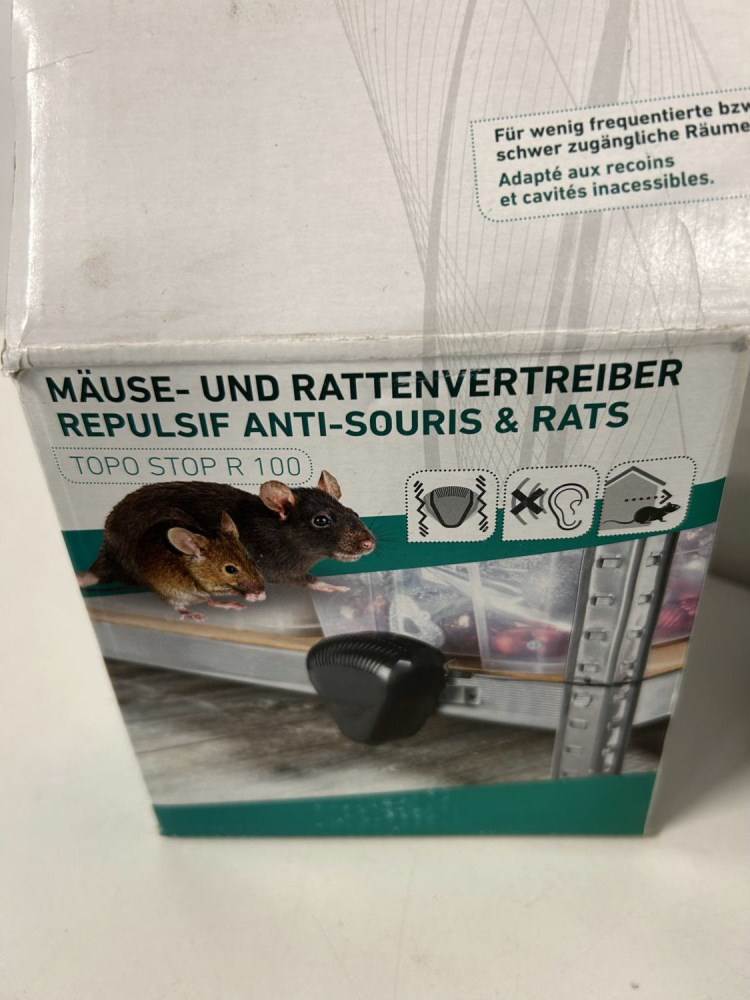 Für wenig frequentierte bzw
schwer zugängliche Räume
Adapté aux recoins
et cavités inacessibles.
MÄUSE- UND RATTENVERTREIBER
REPULSIF ANTI-SOURIS & RATS
TOPO STOP R 100